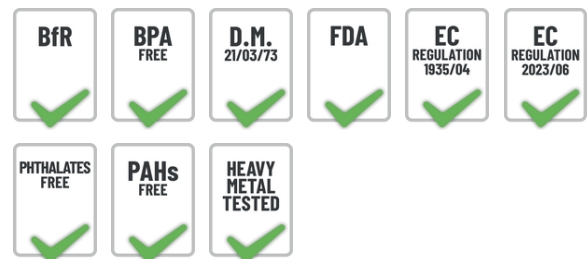 BfR
BPA
FREE
D.M.
21/03/73
FDA
EC
REGULATION
1935/04
EC
REGULATION
2023/06
PHTHALATES
FREE
PAHs
FREE
HEAVY
METAL
TESTED